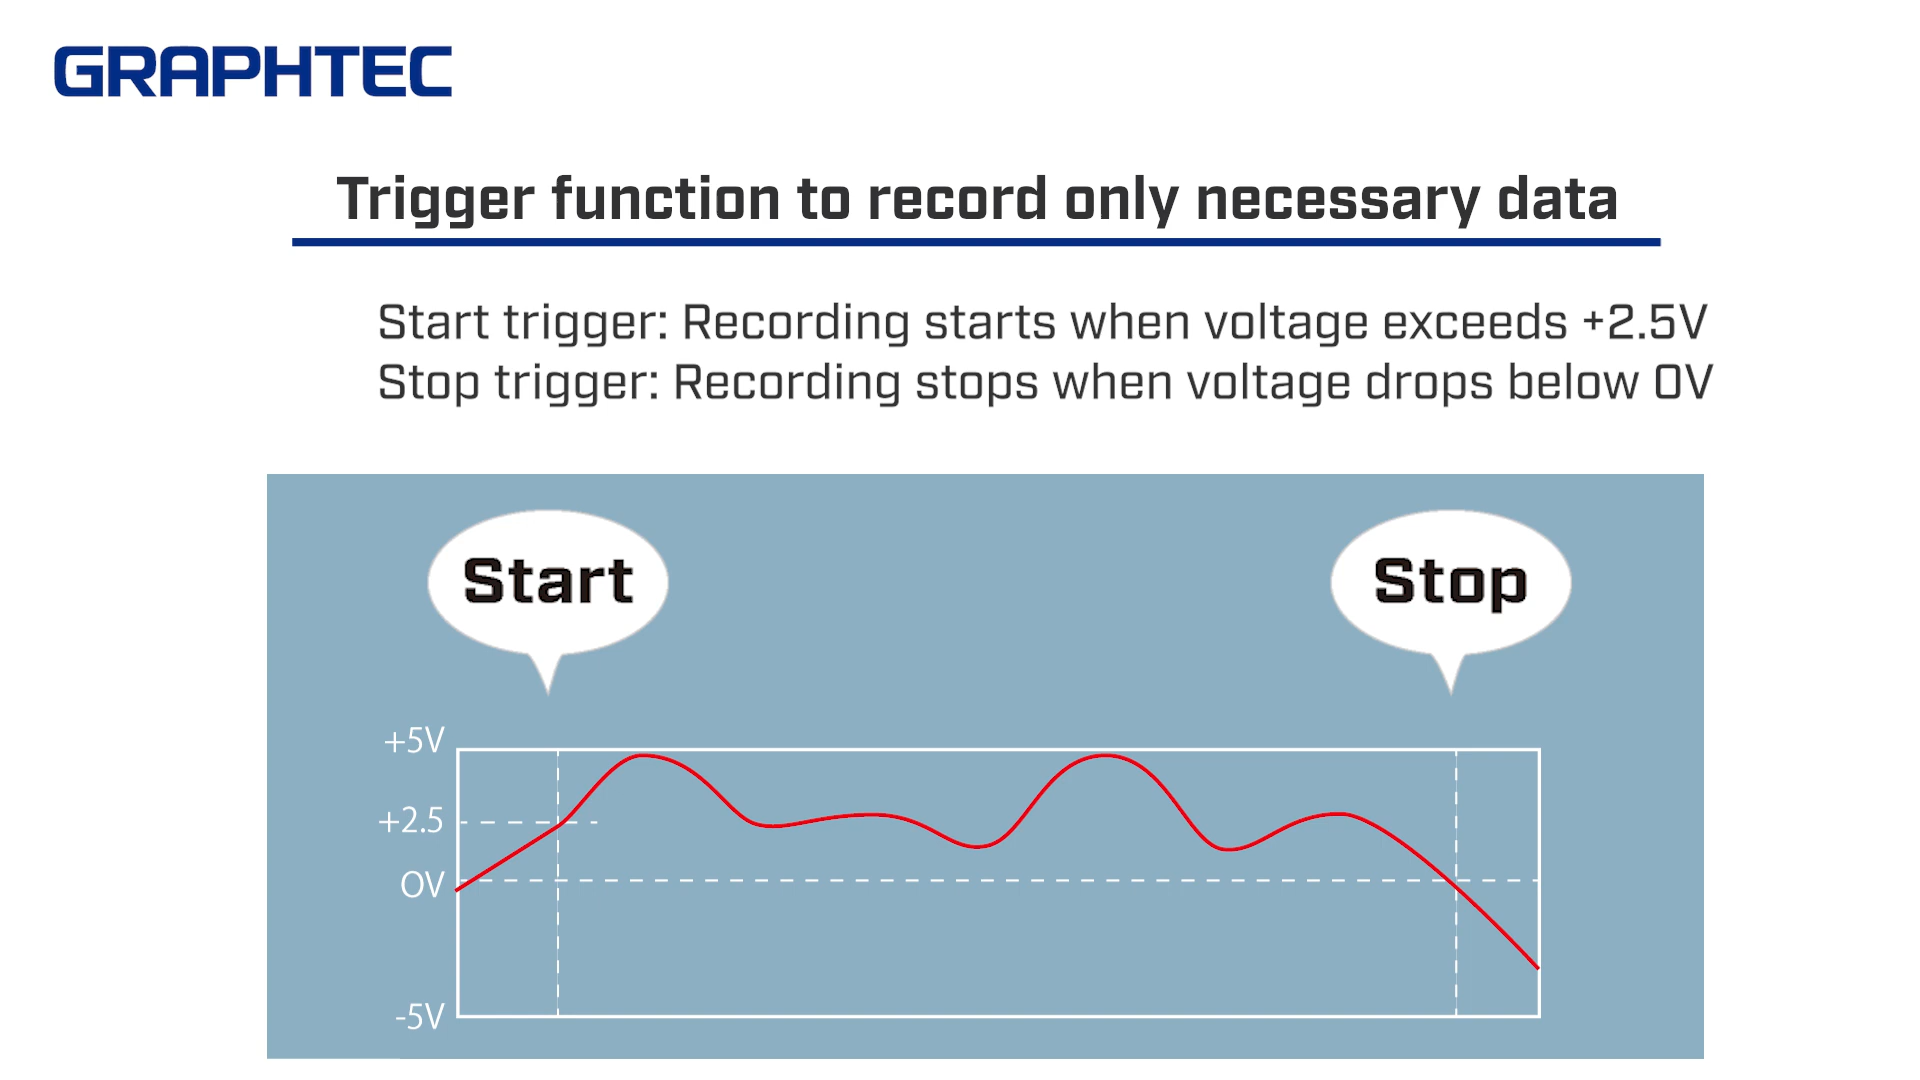 GRAPHTEC
Trigger function to record only necessary data
Start trigger: Recording starts when voltage exceeds +2.5V
Stop trigger: Recording stops when voltage drops below 0V
Start
Stop
+5V
+2.5
0V
-5V